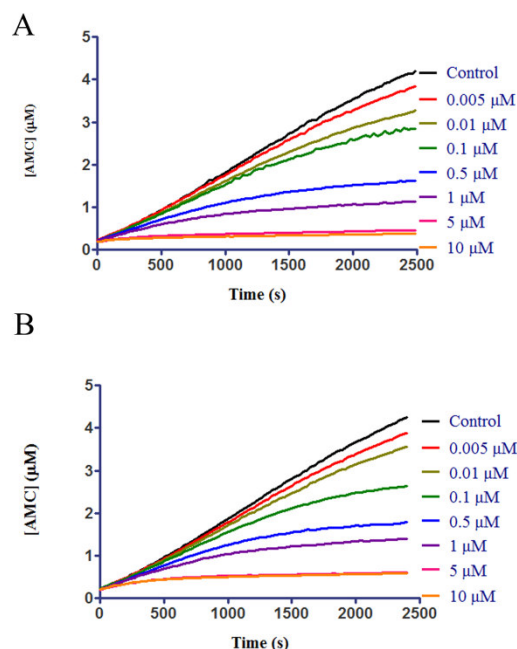 A
5
4
3
2
1
0
[AMC] (µM)
0 500 1000 1500 2000 2500
Time (s)
Control
0.005 µM
0.01 µM
0.1 µM
0.5 µM
1 µM
5 µM
10 µM
B
5
4
3
2
1
0
[AMC] (µM)
0 500 1000 1500 2000 2500
Time (s)
Control
0.005 µM
0.01 µM
0.1 µM
0.5 µM
1 µM
5 µM
10 µM